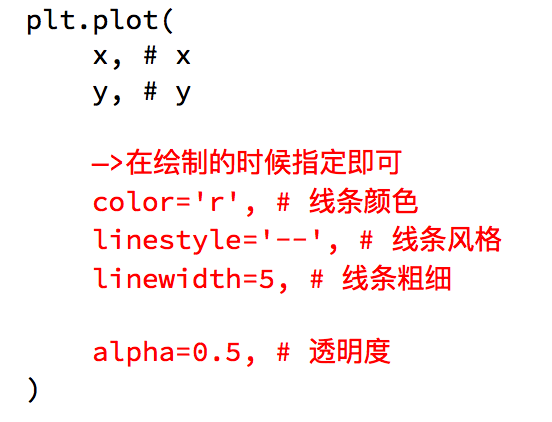 plt.plot(
x, # x
y, # y
—>在绘制的时候指定即可
color='r', # 线条颜色
linestyle='--', # 线条风格
linewidth=5, # 线条粗细
alpha=0.5, # 透明度
)